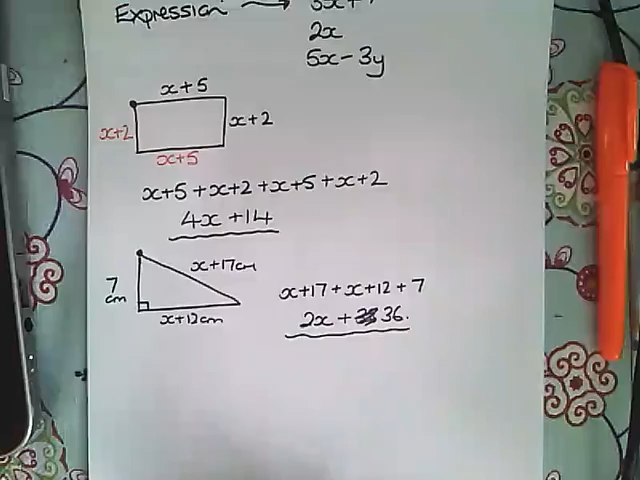 Expression →
2x
5x - 3y
x+5
x+2
x+2
x+5
x+5 +x+2 +x+5 +x+2
4x +14
x+17cm
7
cm
x+12cm
x+17+x+12+7
2x + 36.